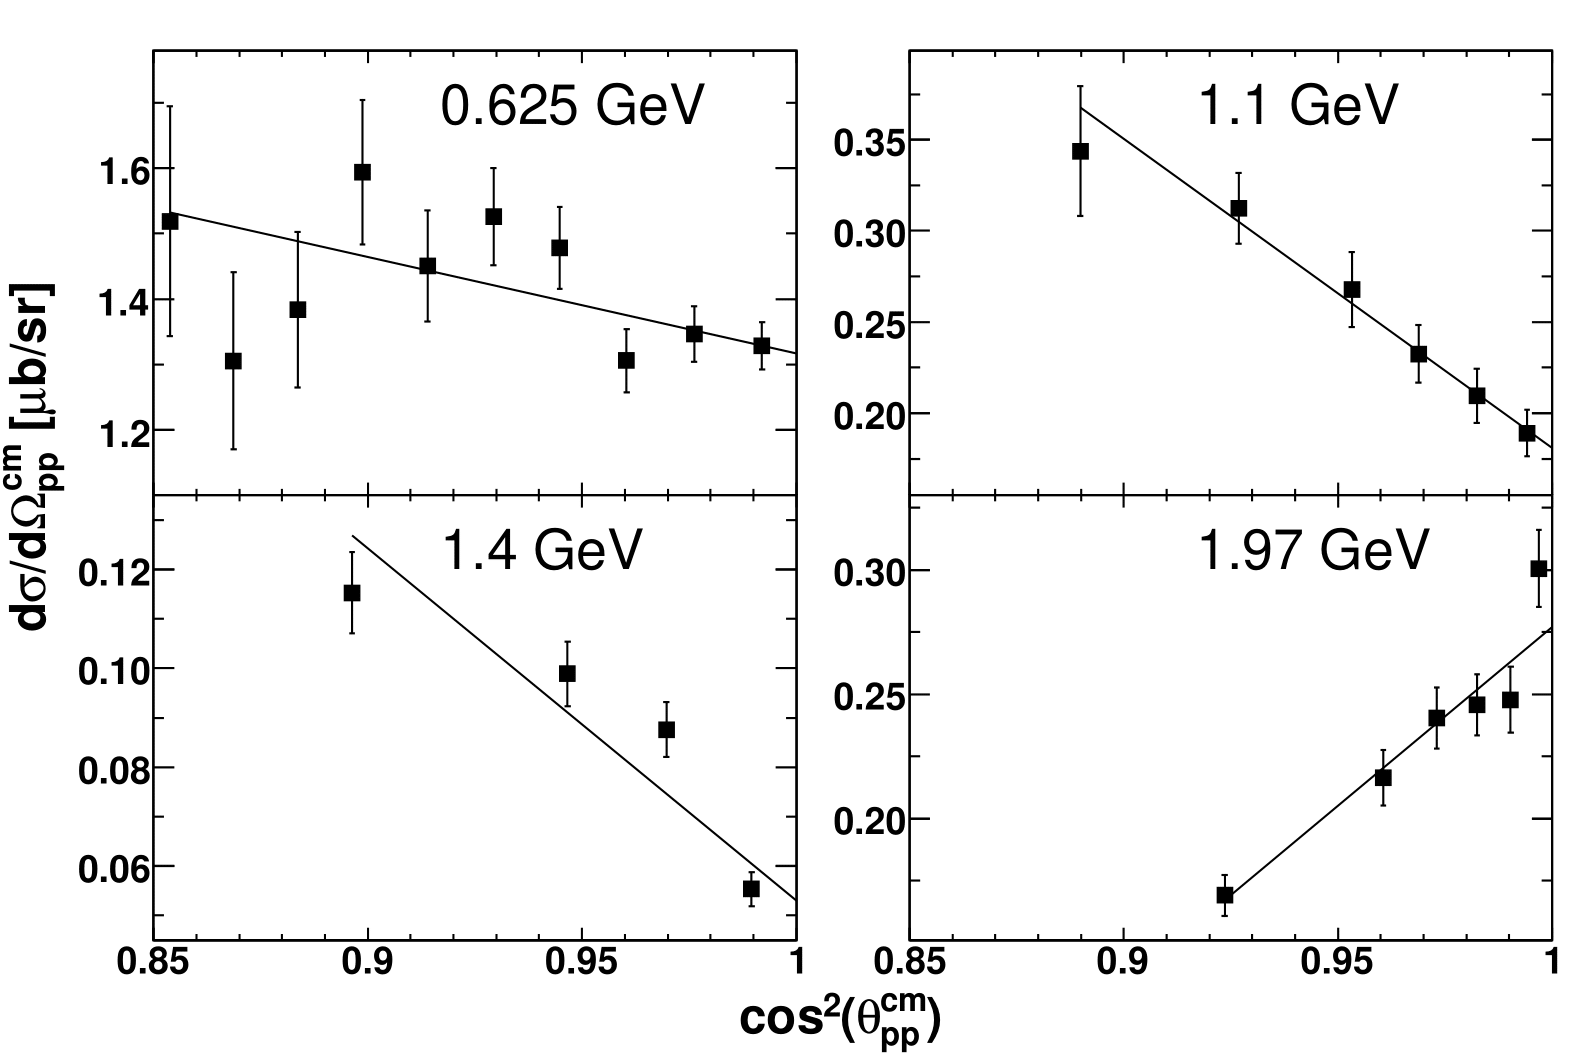 0.625 GeV
1.6
1.4
1.2
1.1 GeV
0.35
0.30
0.25
0.20
1.4 GeV
0.12
0.10
0.08
0.06
0.85 0.9 0.95 1
1.97 GeV
0.30
0.25
0.20
0.85 0.9 0.95 1
dσ/dΩ^cm_pp [μb/sr]
cos²(θ^cm_pp)